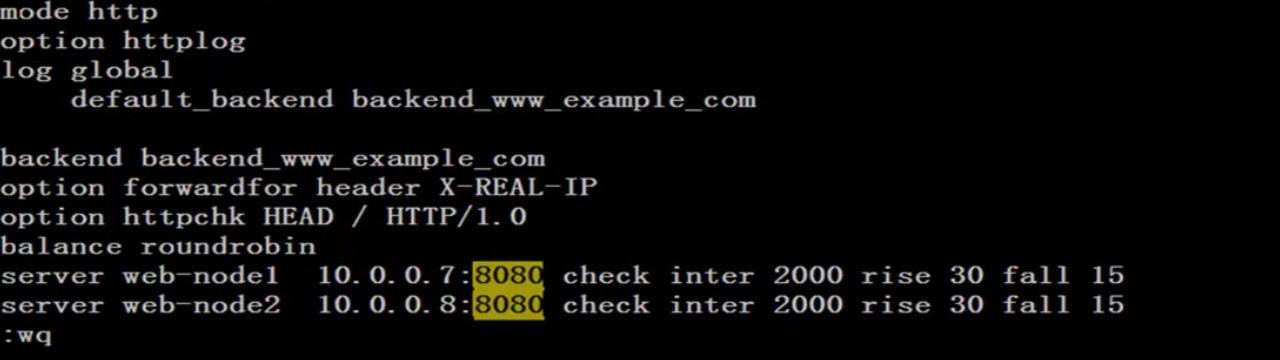 mode http
option httplog
log global
default_backend backend_www_example_com
backend backend_www_example_com
option forwardfor header X-REAL-IP
option httpchk HEAD / HTTP/1.0
balance roundrobin
server web-node1  10.0.0.7:8080 check inter 2000 rise 30 fall 15
server web-node2  10.0.0.8:8080 check inter 2000 rise 30 fall 15
:wq